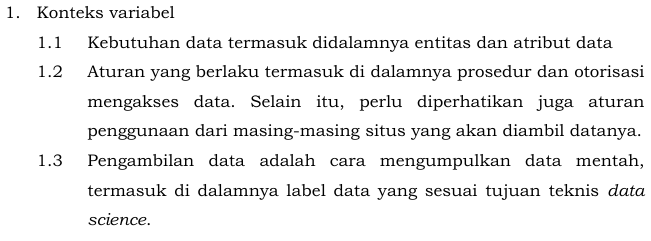 1. Konteks variabel
1.1 Kebutuhan data termasuk didalamnya entitas dan atribut data
1.2 Aturan yang berlaku termasuk di dalamnya prosedur dan otorisasi
mengakses data. Selain itu, perlu diperhatikan juga aturan
penggunaan dari masing-masing situs yang akan diambil datanya.
1.3 Pengambilan data adalah cara mengumpulkan data mentah,
termasuk di dalamnya label data yang sesuai tujuan teknis data
science.